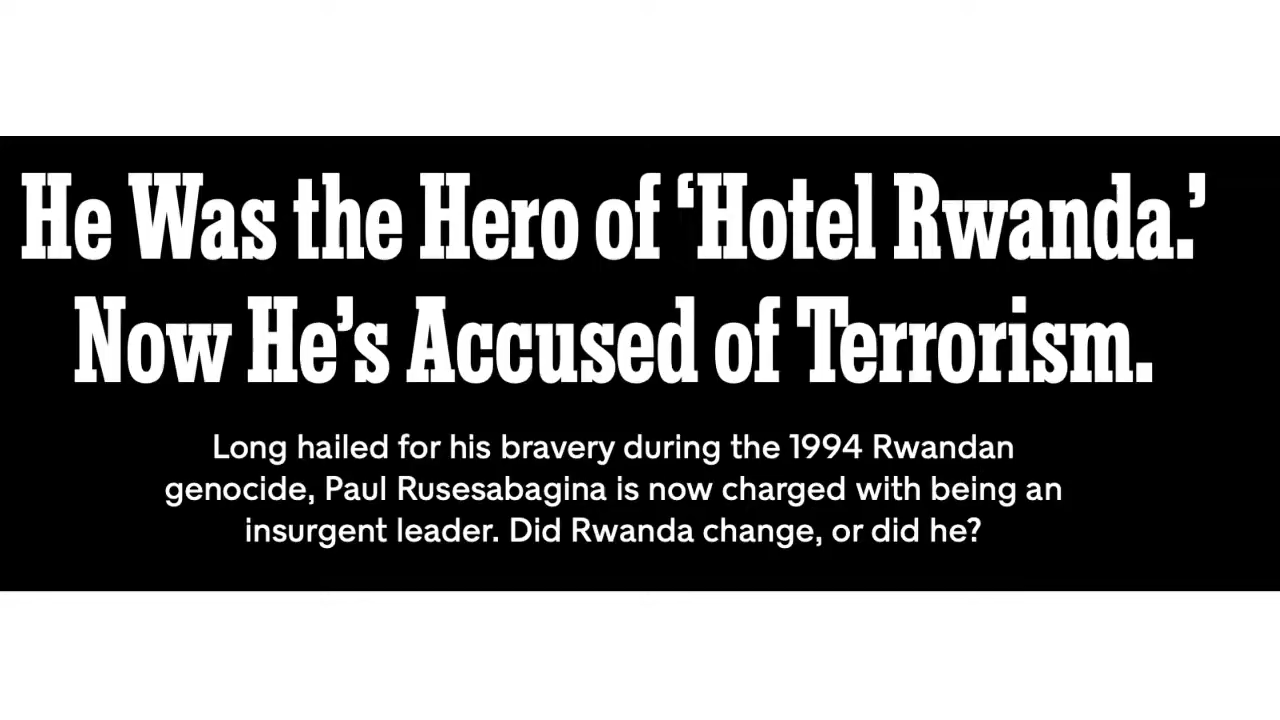 He Was the Hero of ‘Hotel Rwanda.’
Now He’s Accused of Terrorism.
Long hailed for his bravery during the 1994 Rwandan
genocide, Paul Rusesabagina is now charged with being an
insurgent leader. Did Rwanda change, or did he?